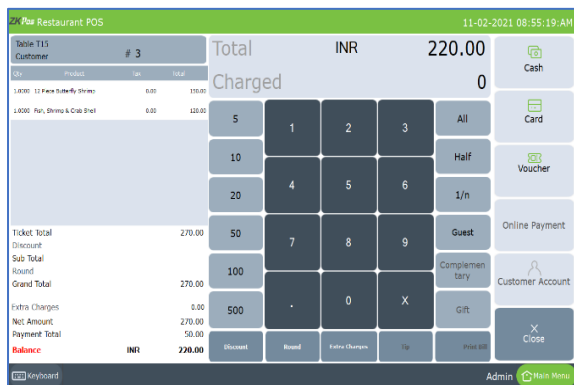 ZKPos Restaurant POS 11-02-2021 08:55:19:AM
Table T15
Customer # 3
Qty Product Tax Total
1.0000 12 Piece Butterfly Shrimp 0.00 150.00
1.0000 Fish, Shrimp & Crab Shell 0.00 120.00
Ticket Total 270.00
Discount
Sub Total
Round
Grand Total 270.00
Extra Charges 0.00
Net Amount 270.00
Payment Total 50.00
Balance INR 220.00
Total INR 220.00
Charged 0
5 1 2 3 All
10 Half
20 4 5 6 1/n
50 7 8 9 Guest
100 Complemen
tary
500 . 0 X Gift
Discount Round Extra Charges Tip Print Bill
Cash
Card
Voucher
Online Payment
Customer Account
X
Close
Keyboard Admin Main Menu